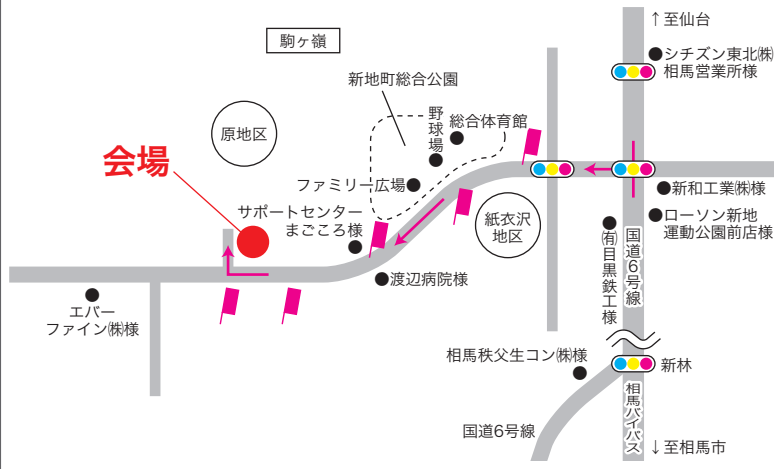 ↑至仙台
駒ヶ嶺
シチズン東北㈱
相馬営業所様
新地町総合公園
野球場
総合体育館
原地区
会場
ファミリー広場
新和工業㈱様
サポートセンター
まごころ様
紙衣沢
地区
ローソン新地
運動公園前店様
㈲目黒鉄工様
国道6号線
渡辺病院様
エバー
ファイン㈱様
相馬秩父生コン㈱様
新林
相馬バイパス
国道6号線
↓至相馬市